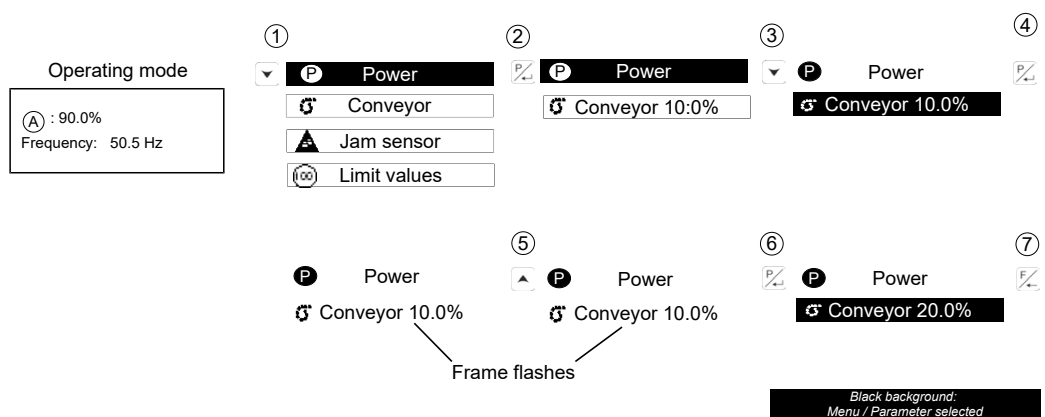 1
2
3
4
Operating mode
A : 90.0%
Frequency: 50.5 Hz
P Power
Conveyor
Jam sensor
100 Limit values
P
P Power
Conveyor 10:0%
P Power
Conveyor 10.0%
P
5
6
7
P Power
Conveyor 10.0%
P Power
Conveyor 10.0%
P
P Power
Conveyor 20.0%
F
Frame flashes
Black background:
Menu / Parameter selected